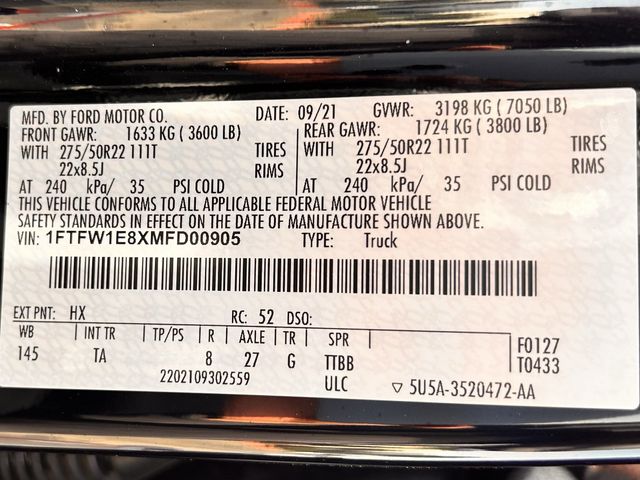 MFD. BY FORD MOTOR CO. DATE: 09/21 GVWR: 3198 KG ( 7050 LB)
FRONT GAWR: 1633 KG ( 3600 LB) REAR GAWR: 1724 KG ( 3800 LB)
WITH 275/50R22 111T TIRES WITH 275/50R22 111T TIRES
22x8.5J RIMS 22x8.5J RIMS
AT 240 kPa/ 35 PSI COLD AT 240 kPa/ 35 PSI COLD
THIS VEHICLE CONFORMS TO ALL APPLICABLE FEDERAL MOTOR VEHICLE
SAFETY STANDARDS IN EFFECT ON THE DATE OF MANUFACTURE SHOWN ABOVE.
VIN: 1FTFW1E8XMFD00905 TYPE: Truck
EXT PNT: HX RC: 52 DSO:
WB INT TR TP/PS R AXLE TR SPR F0127
145 TA 8 27 G TTBB T0433
2202109302559 ULC ▽ 5U5A-3520472-AA